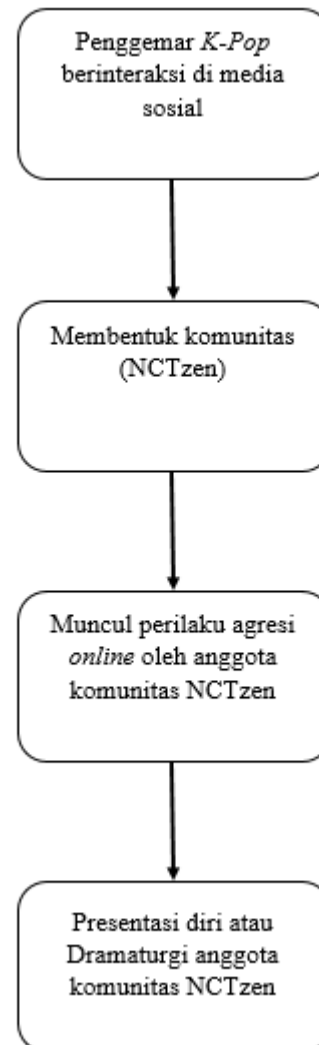 Penggemar K-Pop
berinteraksi di media
sosial
Membentuk komunitas
(NCTzen)
Muncul perilaku agresi
online oleh anggota
komunitas NCTzen
Presentasi diri atau
Dramaturgi anggota
komunitas NCTzen